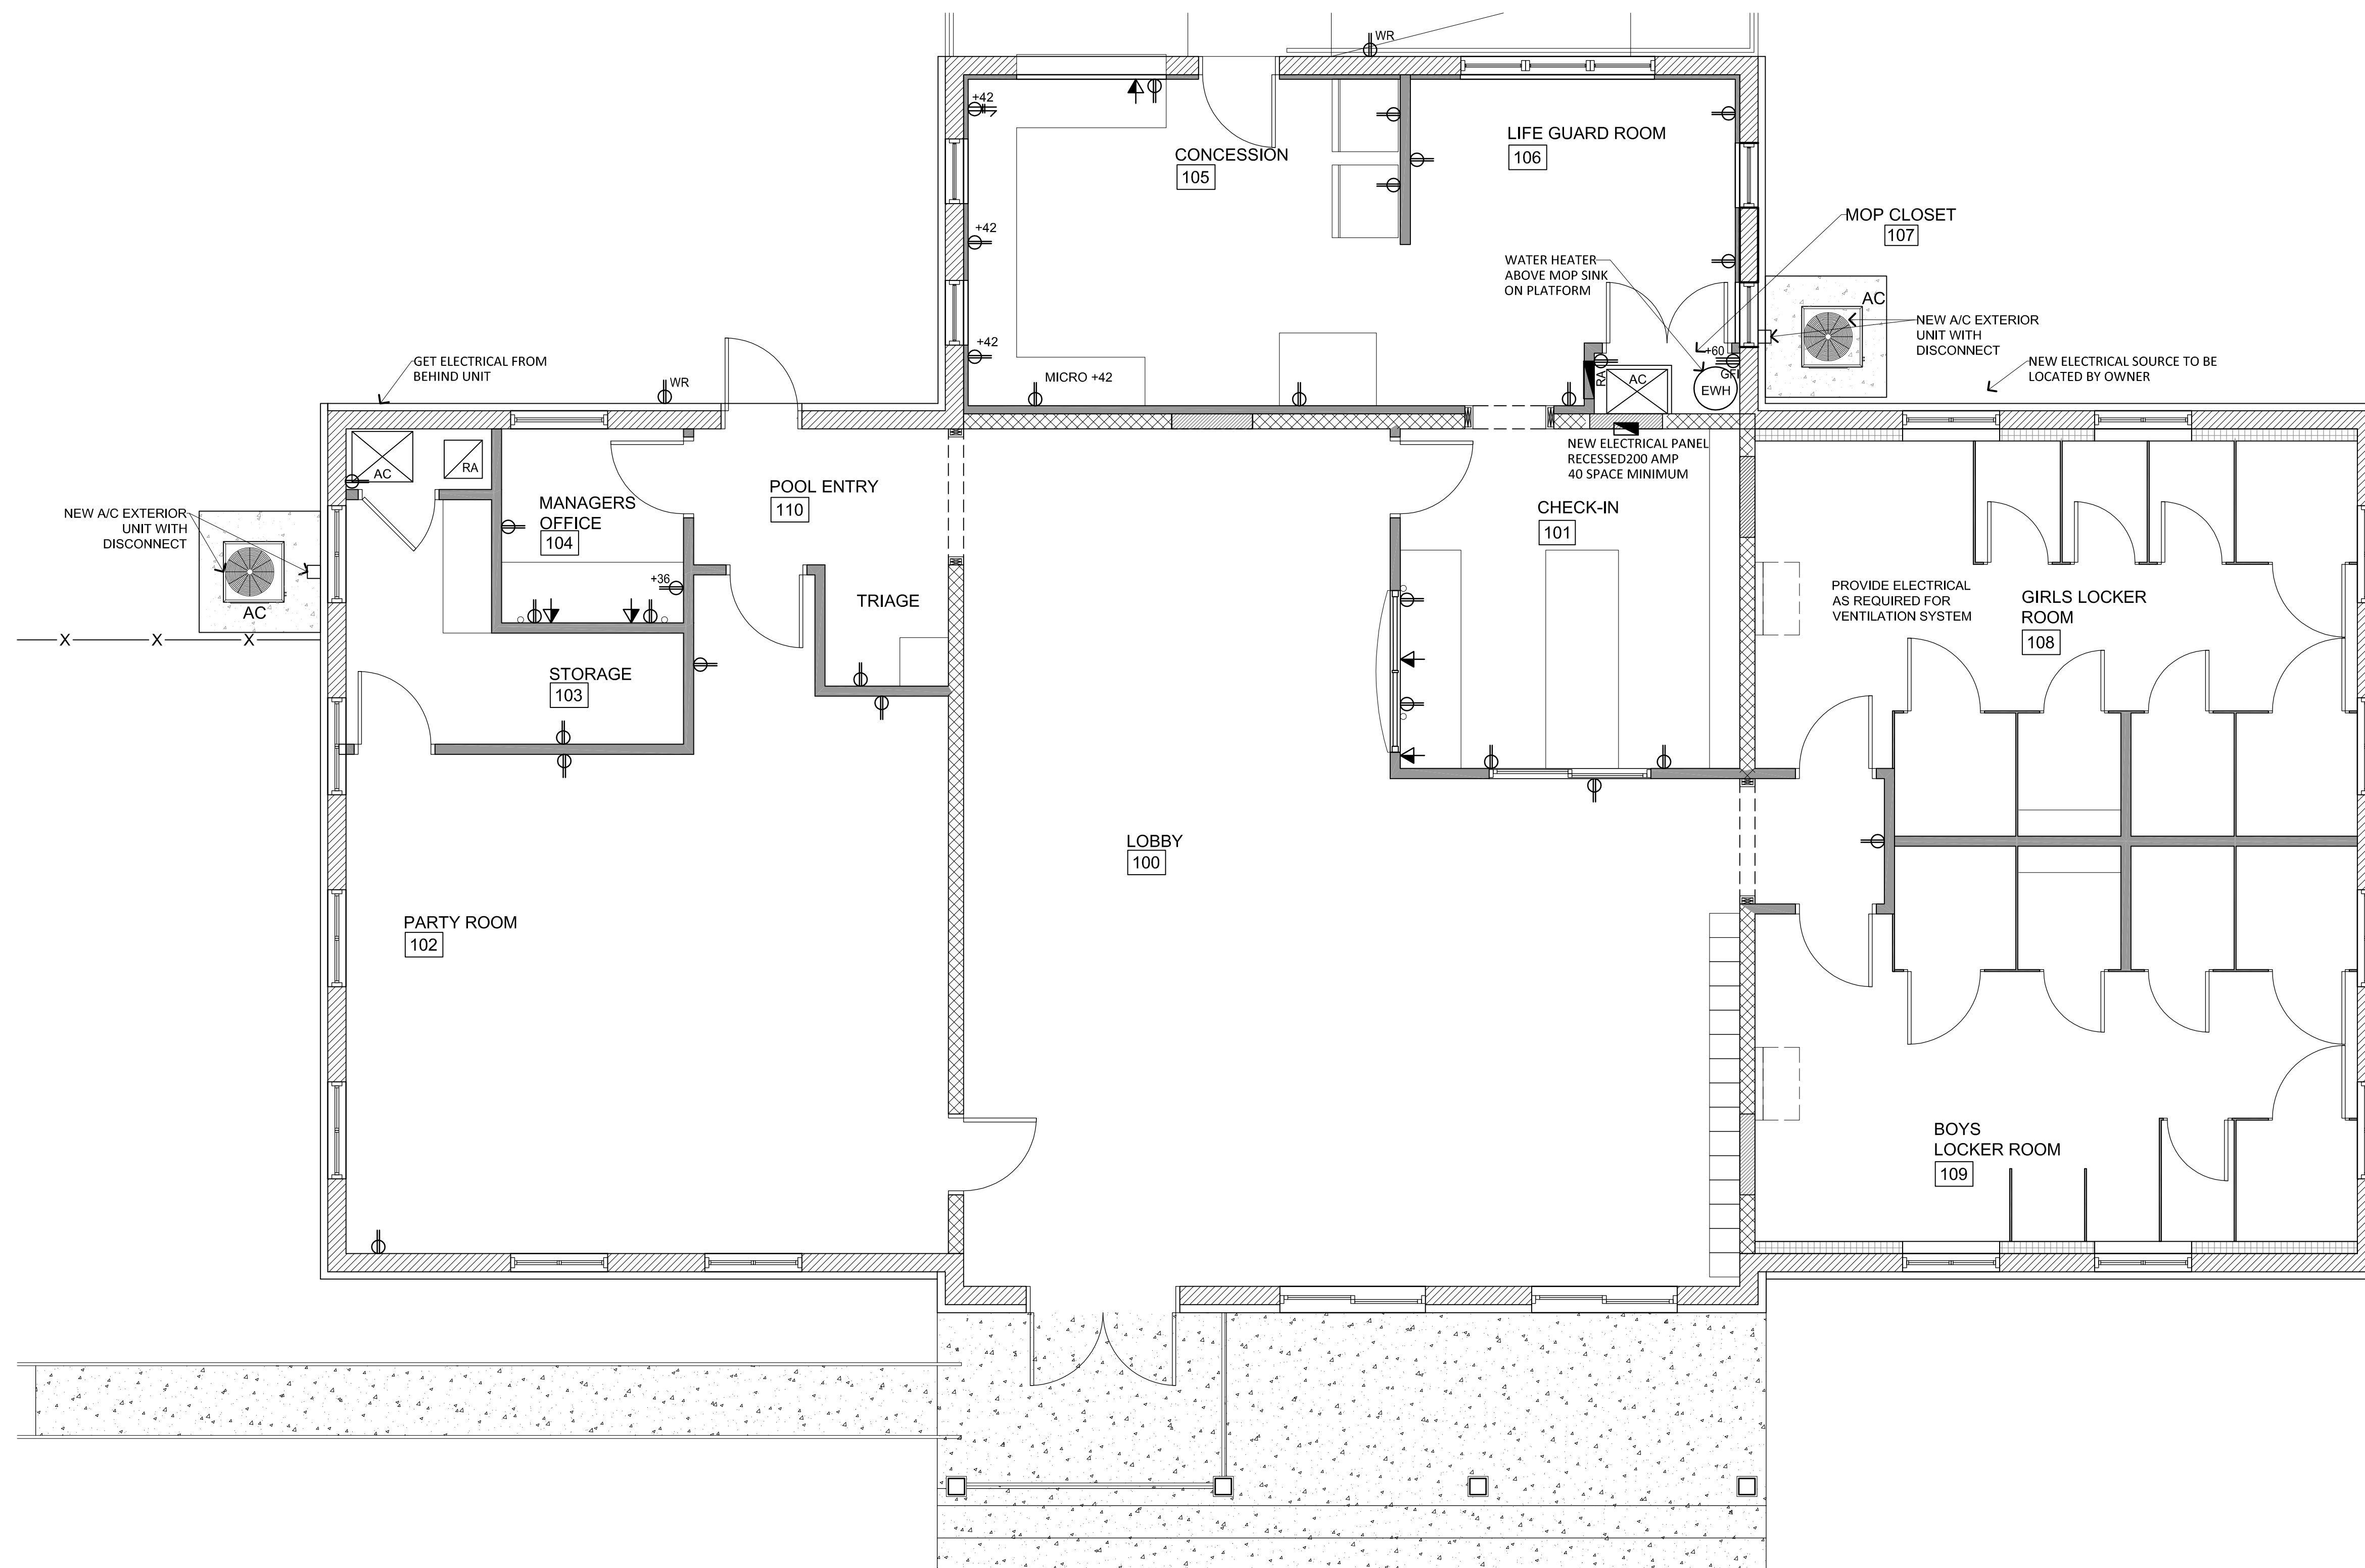 WR
+42
CONCESSION
105
LIFE GUARD ROOM
106
MOP CLOSET
107
+42
WATER HEATER
ABOVE MOP SINK
ON PLATFORM
AC
NEW A/C EXTERIOR
UNIT WITH
DISCONNECT
NEW ELECTRICAL SOURCE TO BE
LOCATED BY OWNER
+42
+60
GFI
MICRO +42
RA
AC
EWH
GET ELECTRICAL FROM
BEHIND UNIT
WR
NEW ELECTRICAL PANEL
RECESSED200 AMP
40 SPACE MINIMUM
AC
RA
MANAGERS
OFFICE
104
POOL ENTRY
110
CHECK-IN
101
NEW A/C EXTERIOR
UNIT WITH
DISCONNECT
AC
+36
TRIAGE
PROVIDE ELECTRICAL
AS REQUIRED FOR
VENTILATION SYSTEM
GIRLS LOCKER
ROOM
108
X X X
STORAGE
103
LOBBY
100
PARTY ROOM
102
BOYS
LOCKER ROOM
109